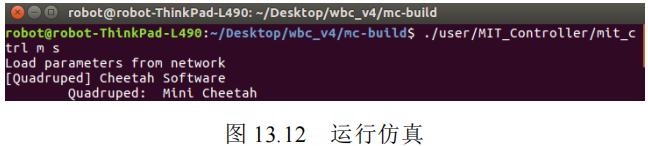 robot@robot-ThinkPad-L490: ~/Desktop/wbc_v4/mc-build
robot@robot-ThinkPad-L490:~/Desktop/wbc_v4/mc-build$ ./user/MIT_Controller/mit_c
trl m s
Load parameters from network
[Quadruped] Cheetah Software
        Quadruped:  Mini Cheetah
图 13.12 运行仿真